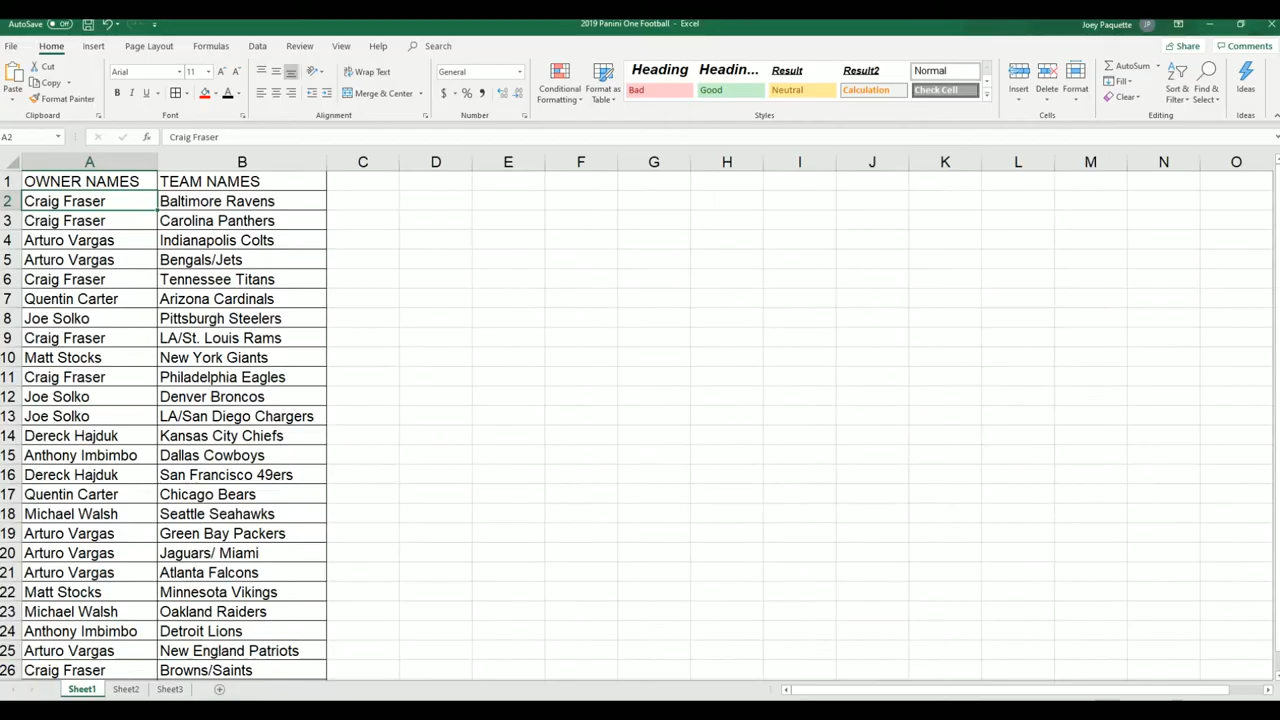 AutoSave Off 2019 Panini One Football - Excel Joey Paquette JP
File Home Insert Page Layout Formulas Data Review View Help Search Share Comments
Paste Cut Copy Format Painter Clipboard
Arial 11 A A B I U A Font
Wrap Text Merge & Center Alignment
General $ % , Number
Conditional Formatting Format as Table
Heading Headin... Result Result2 Normal
Bad Good Neutral Calculation Check Cell Styles
Insert Delete Format Cells
AutoSum Fill Clear Sort & Filter Find & Select Editing
Ideas Ideas
A2 fx Craig Fraser
A B C D E F G H I J K L M N O
1 OWNER NAMES TEAM NAMES
2 Craig Fraser Baltimore Ravens
3 Craig Fraser Carolina Panthers
4 Arturo Vargas Indianapolis Colts
5 Arturo Vargas Bengals/Jets
6 Craig Fraser Tennessee Titans
7 Quentin Carter Arizona Cardinals
8 Joe Solko Pittsburgh Steelers
9 Craig Fraser LA/St. Louis Rams
10 Matt Stocks New York Giants
11 Craig Fraser Philadelphia Eagles
12 Joe Solko Denver Broncos
13 Joe Solko LA/San Diego Chargers
14 Dereck Hajduk Kansas City Chiefs
15 Anthony Imbimbo Dallas Cowboys
16 Dereck Hajduk San Francisco 49ers
17 Quentin Carter Chicago Bears
18 Michael Walsh Seattle Seahawks
19 Arturo Vargas Green Bay Packers
20 Arturo Vargas Jaguars/ Miami
21 Arturo Vargas Atlanta Falcons
22 Matt Stocks Minnesota Vikings
23 Michael Walsh Oakland Raiders
24 Anthony Imbimbo Detroit Lions
25 Arturo Vargas New England Patriots
26 Craig Fraser Browns/Saints
Sheet1 Sheet2 Sheet3